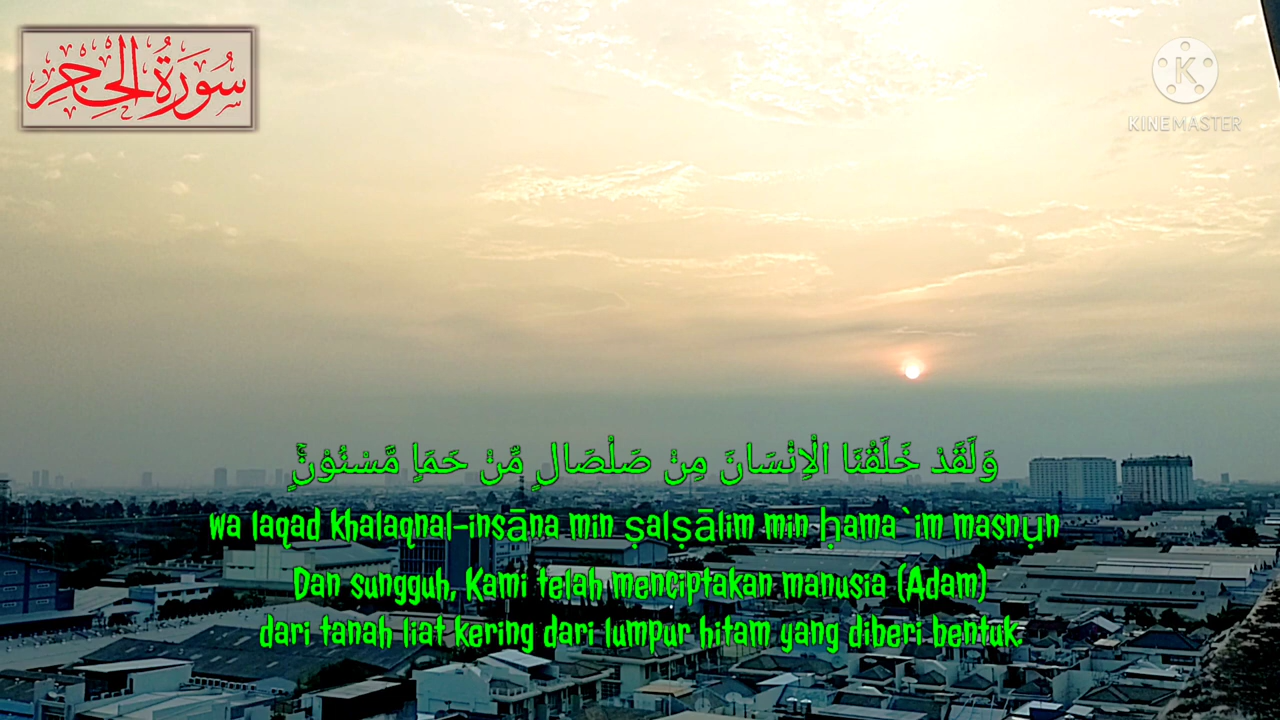 سُورَةُ الحِجْرِ
KINEMASTER
وَلَقَدْ خَلَقْنَا الْاِنْسَانَ مِنْ صَلْصَالٍ مِّنْ حَمَاٍ مَّسْنُوْنٍۚ
wa laqad khalaqnal-insāna min ṣalṣālim min ḥama`im masnụn
Dan sungguh, Kami telah menciptakan manusia (Adam)
dari tanah liat kering dari lumpur hitam yang diberi bentuk.